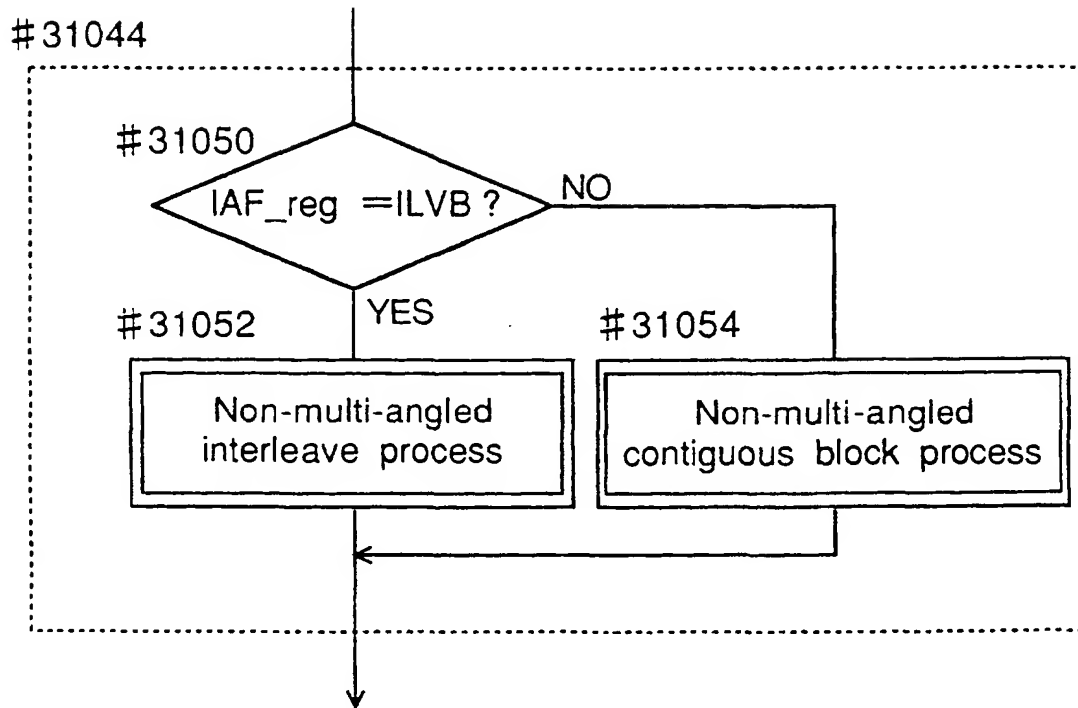 #31044
#31050
IAF_reg =ILVB ?
NO
YES
#31052
#31054
Non-multi-angled
interleave process
Non-multi-angled
contiguous block process